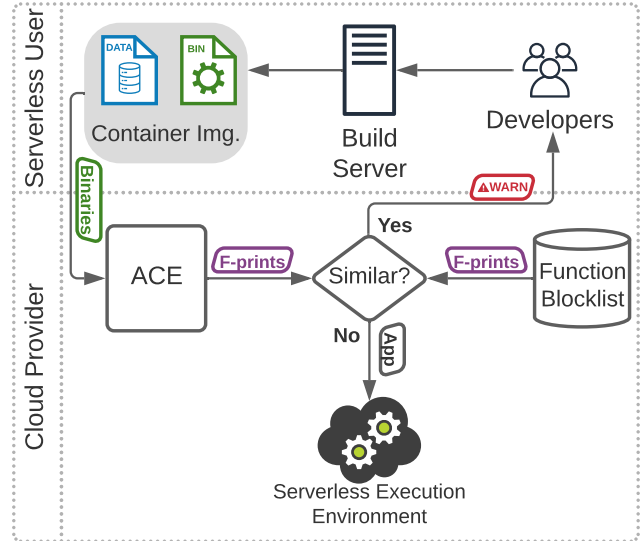 Serverless User
DATA
BIN
Container Img.
Build
Server
Developers
Binaries
WARN
Cloud Provider
ACE
F-prints
Yes
Similar?
F-prints
Function
Blocklist
No
App
Serverless Execution
Environment